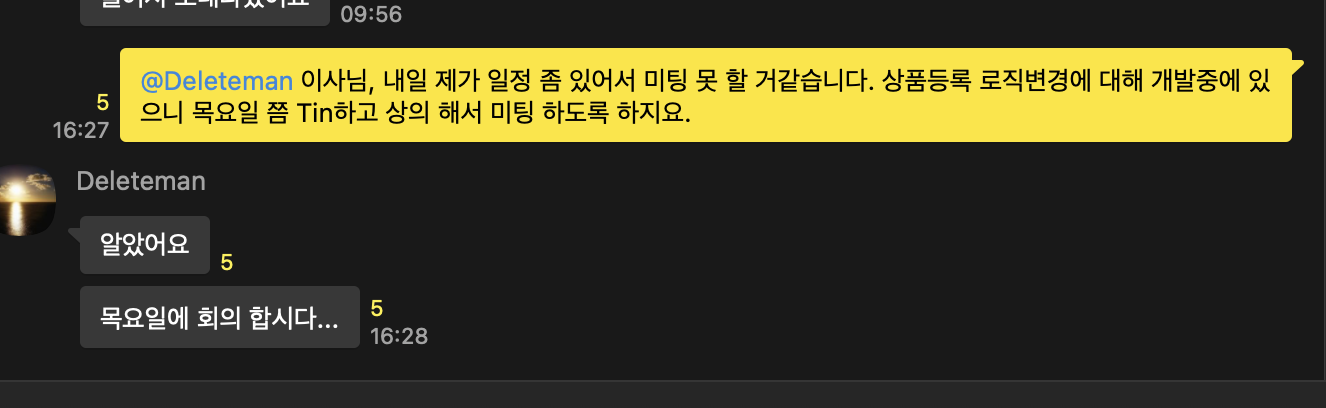 09:56
@Deleteman 이사님, 내일 제가 일정 좀 있어서 미팅 못 할 거같습니다. 상품등록 로직변경에 대해 개발중에 있
으니 목요일 쯤 Tin하고 상의 해서 미팅 하도록 하지요.
5
16:27
Deleteman
알았어요
5
목요일에 회의 합시다...
5
16:28